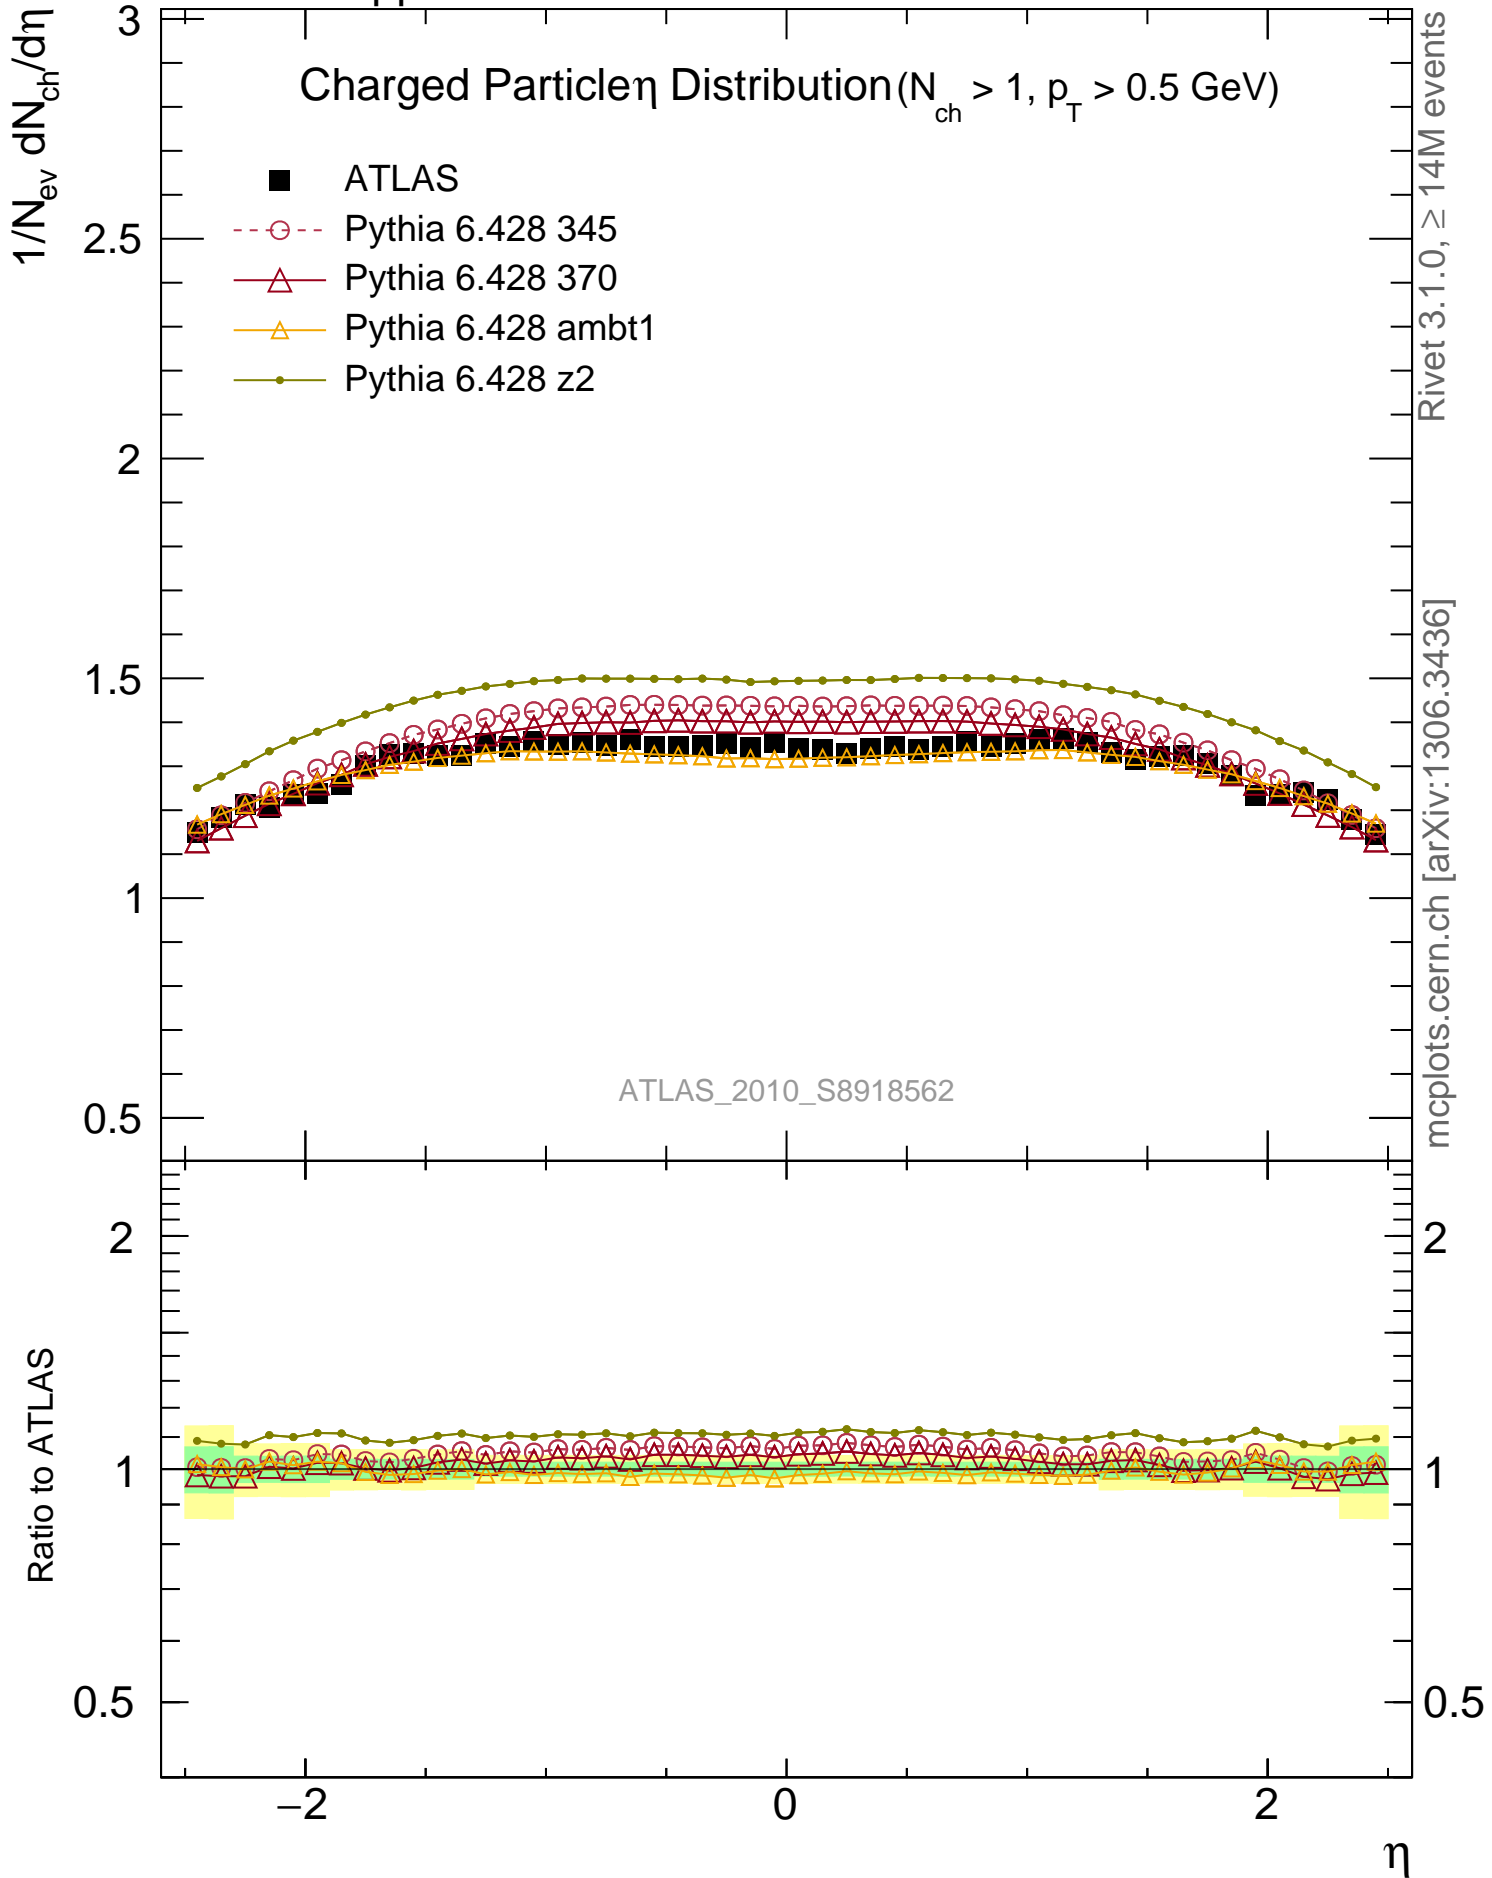 Charged Particleη Distribution (N_ch > 1, p_T > 0.5 GeV)
1/N_ev dN_ch/dη
ATLAS
Pythia 6.428 345
Pythia 6.428 370
Pythia 6.428 ambt1
Pythia 6.428 z2
3
2.5
2
1.5
1
0.5
ATLAS_2010_S8918562
Rivet 3.1.0, ≥ 14M events
mcplots.cern.ch [arXiv:1306.3436]
Ratio to ATLAS
2
1
0.5
2
1
0.5
−2
0
2
η